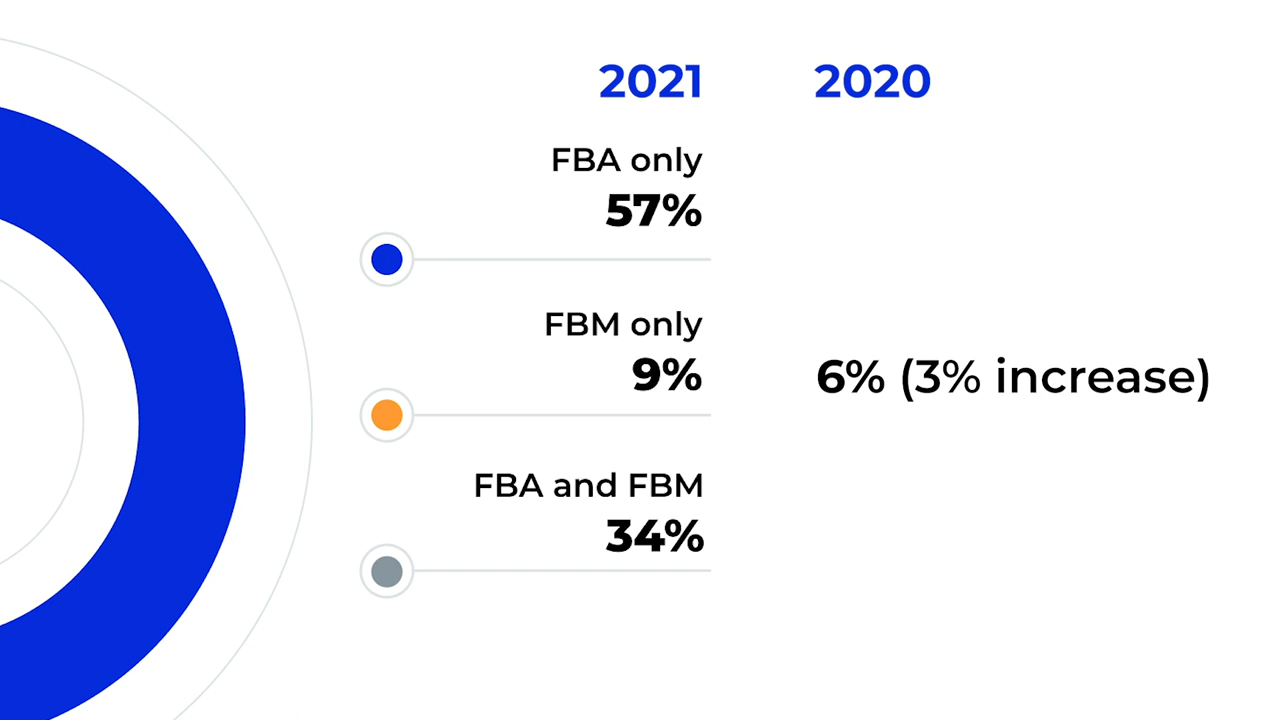 2021 2020
FBA only
57%
FBM only
9% 6% (3% increase)
FBA and FBM
34%